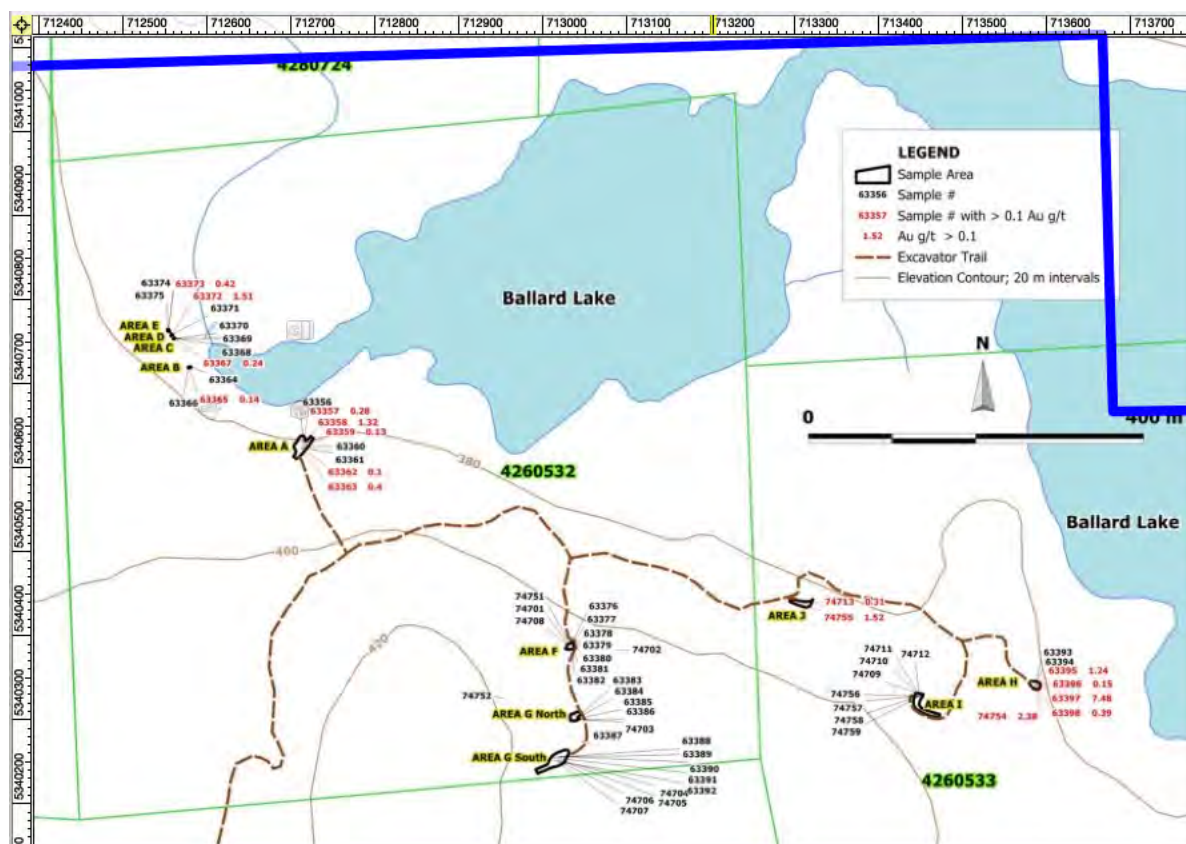 712400 712500 712600 712700 712800 712900 713000 713100 713200 713300 713400 713500 713600 713700
4280724
5341000
5340900
5340800
5340700
5340600
5340500
5340400
5340300
5340200
LEGEND
Sample Area
63356 Sample #
63357 Sample # with > 0.1 Au g/t
1.52 Au g/t > 0.1
Excavator Trail
Elevation Contour; 20 m intervals
N
0 400 m
Ballard Lake
63374 63373 0.42
63375 63372 1.51
63371
AREA E 63370
AREA D 63369
AREA C 63368
AREA B 63367 0.24
63364
63366 63365 0.14
63356
63357 0.28
63358 1.32
63359 0.13
AREA A 63360
63361
63362 0.3
63363 0.4
380
4260532
400
420
Ballard Lake
74751 63376
74701 63377
74708 63378
63379
AREA F 63380 74702
63381
63382 63383
63384
74752 63385
AREA G North 63386
74703
63387
63388
AREA G South 63389
63390
63391
74704 63392
74706 74705
74707
AREA J 74713 0.31
74755 1.52
74711 74712
74710
74709
74756
74757 AREA I
74758
74759
74754 2.38
AREA H
63393
63394
63395 1.24
63396 0.15
63397 7.48
63398 0.39
4260533